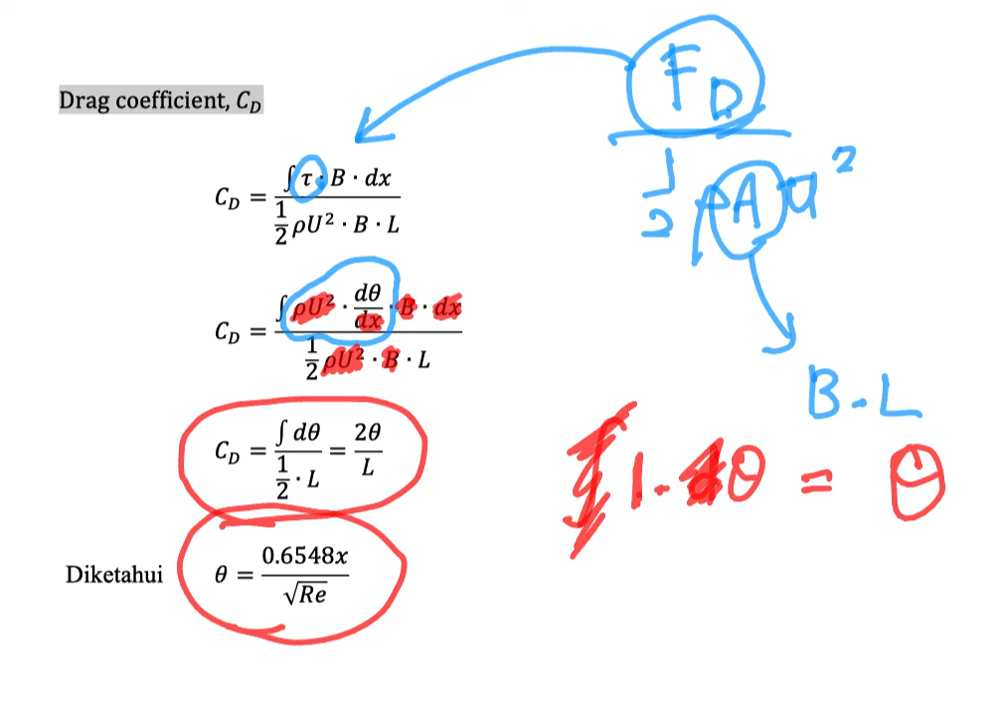 Drag coefficient, C_D
F_D
C_D = ∫ τ · B · dx / ½ ρU² · B · L
½ ρ A U²
C_D = ∫ ρU² · dθ/dx · B · dx / ½ ρU² · B · L
B . L
C_D = ∫ dθ / ½ · L = 2θ / L
∫ 1 . dθ = θ
Diketahui θ = 0.6548x / √Re